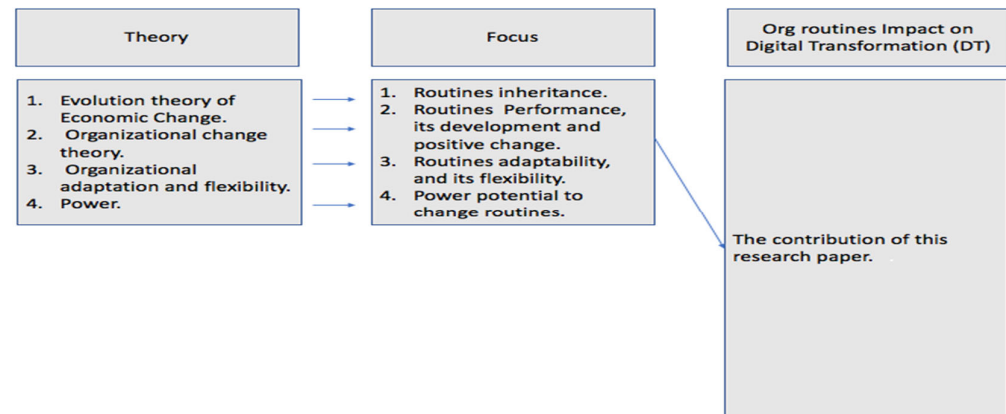 Theory
Focus
Org routines Impact on
Digital Transformation (DT)
1. Evolution theory of
Economic Change.
2. Organizational change
theory.
3. Organizational
adaptation and flexibility.
4. Power.
1. Routines inheritance.
2. Routines Performance,
its development and
positive change.
3. Routines adaptability,
and its flexibility.
4. Power potential to
change routines.
The contribution of this
research paper.